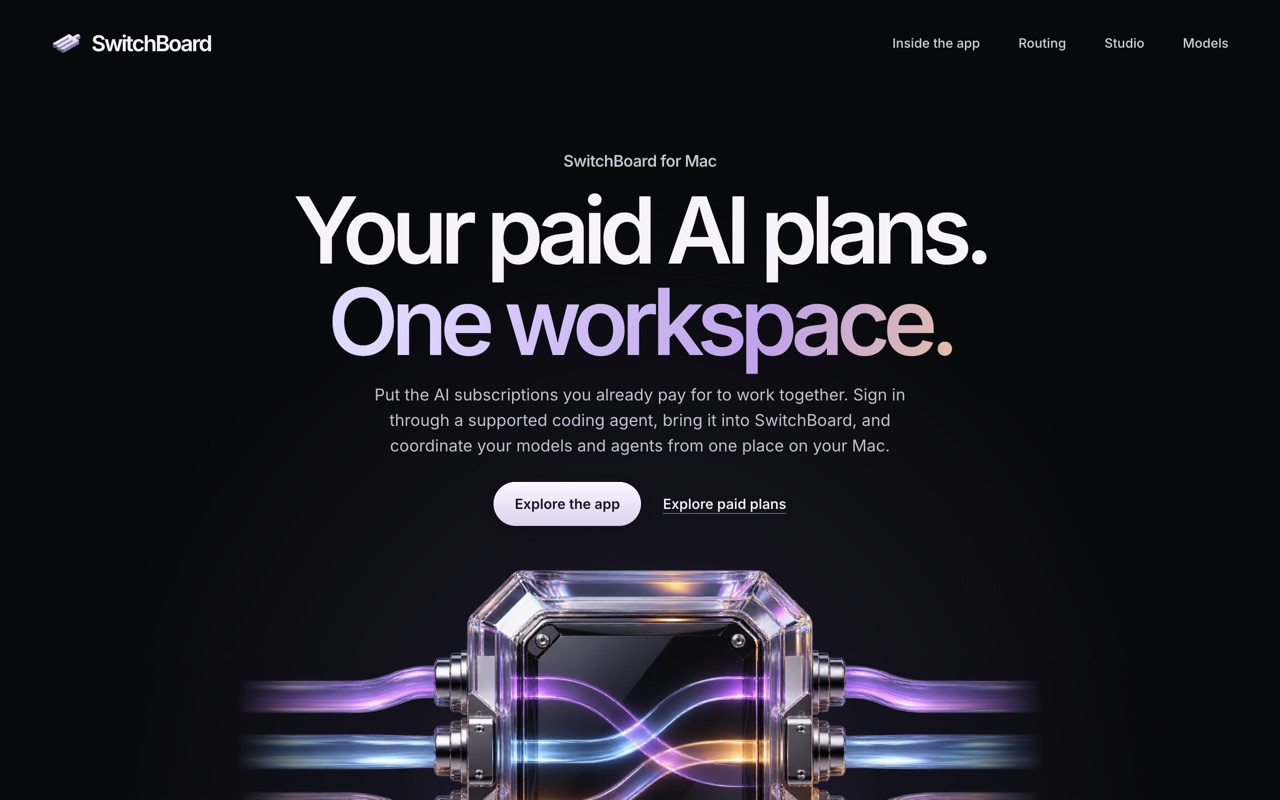 SwitchBoard
Inside the app
Routing
Studio
Models
SwitchBoard for Mac
Your paid AI plans.
One workspace.
Put the AI subscriptions you already pay for to work together. Sign in
through a supported coding agent, bring it into SwitchBoard, and
coordinate your models and agents from one place on your Mac.
Explore the app
Explore paid plans